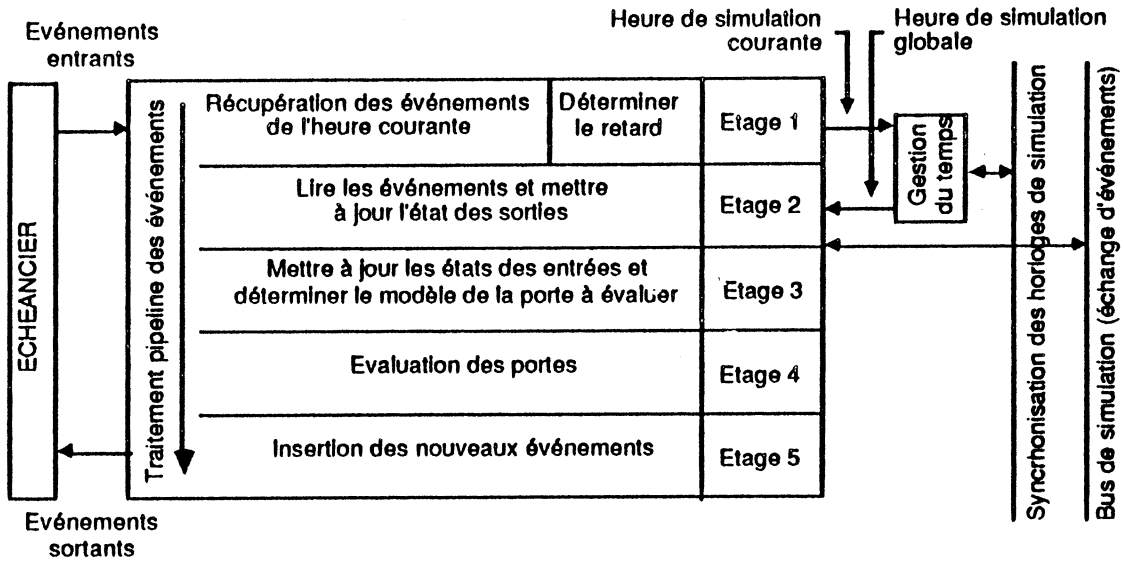 Evénements
entrants
Heure de simulation
courante
Heure de simulation
globale
ECHEANCIER
Traitement pipeline des événements
Récupération des événements
de l'heure courante
Déterminer
le retard
Etage 1
Lire les événements et mettre
à jour l'état des sorties
Etage 2
Mettre à jour les états des entrées et
déterminer le modèle de la porte à évaluer
Etage 3
Evaluation des portes
Etage 4
Insertion des nouveaux événements
Etage 5
Gestion
du temps
Syncrhonisation des horloges de simulation
Bus de simulation (échange d'événements)
Evénements
sortants